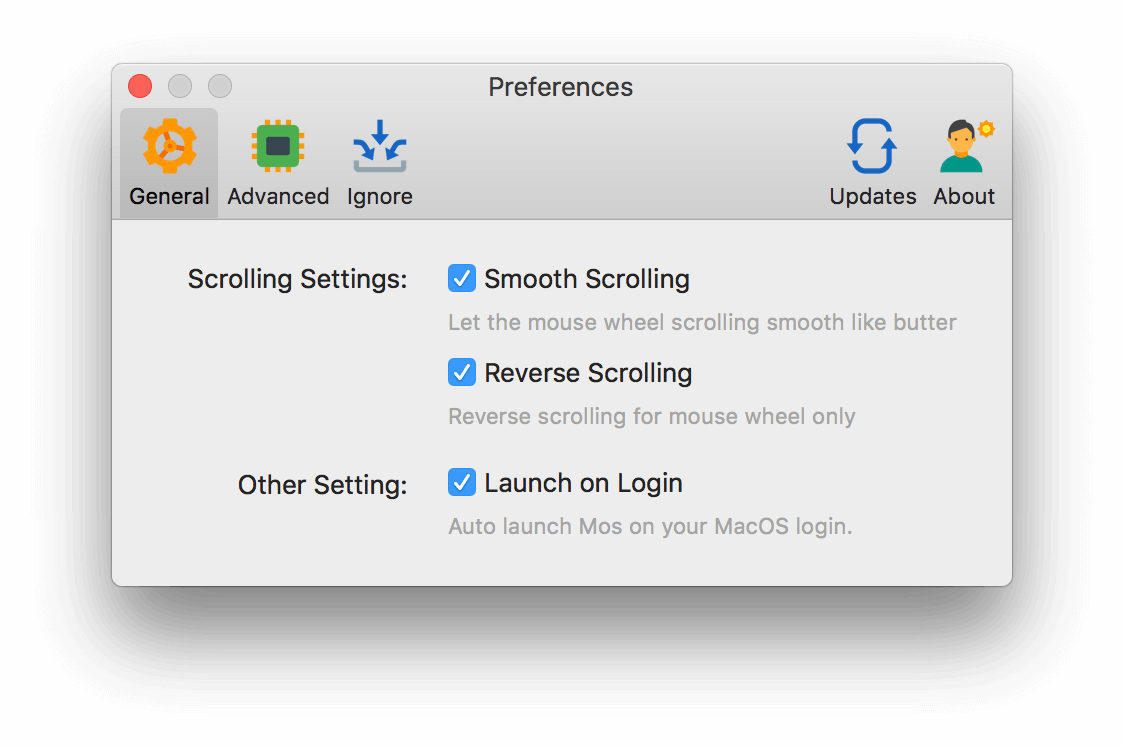 Preferences
General Advanced Ignore Updates About
Scrolling Settings: Smooth Scrolling
Let the mouse wheel scrolling smooth like butter
Reverse Scrolling
Reverse scrolling for mouse wheel only
Other Setting: Launch on Login
Auto launch Mos on your MacOS login.